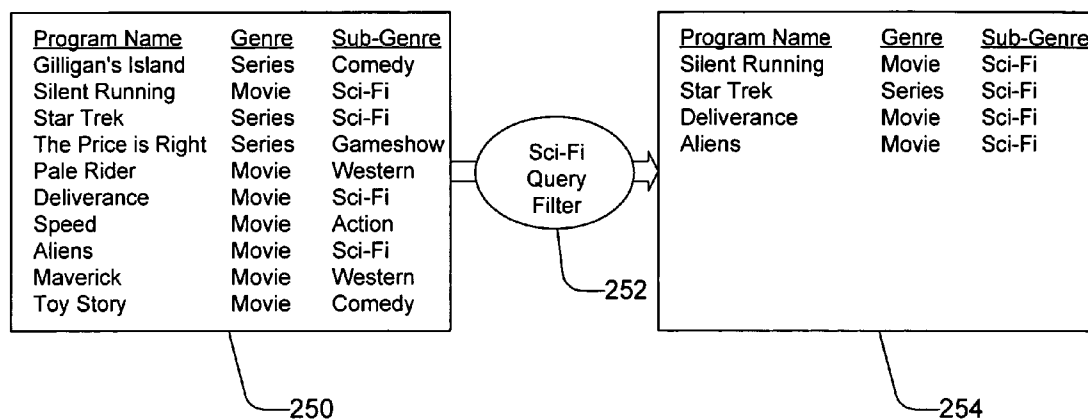 Program Name Genre Sub-Genre
Gilligan's Island Series Comedy
Silent Running Movie Sci-Fi
Star Trek Series Sci-Fi
The Price is Right Series Gameshow
Pale Rider Movie Western
Deliverance Movie Sci-Fi
Speed Movie Action
Aliens Movie Sci-Fi
Maverick Movie Western
Toy Story Movie Comedy
250
Sci-Fi
Query
Filter
252
Program Name Genre Sub-Genre
Silent Running Movie Sci-Fi
Star Trek Series Sci-Fi
Deliverance Movie Sci-Fi
Aliens Movie Sci-Fi
254